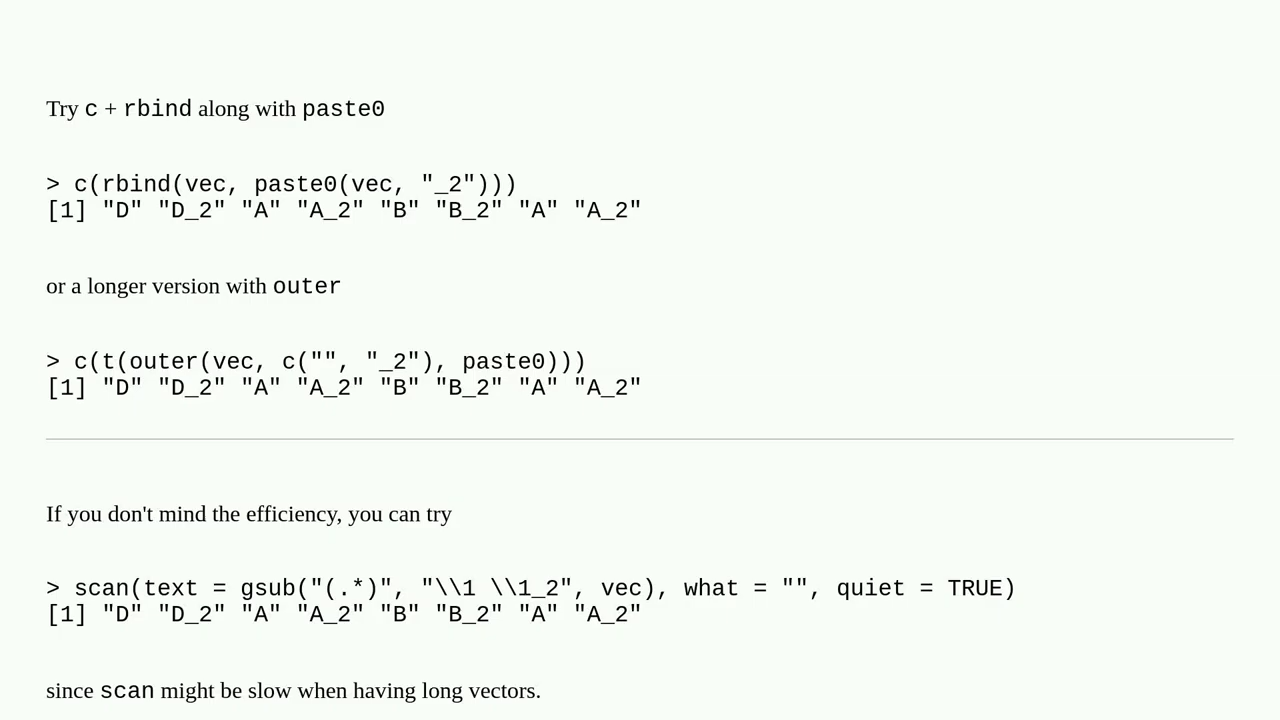 Try c + rbind along with paste0
> c(rbind(vec, paste0(vec, "_2")))
[1] "D" "D_2" "A" "A_2" "B" "B_2" "A" "A_2"
or a longer version with outer
> c(t(outer(vec, c("", "_2"), paste0)))
[1] "D" "D_2" "A" "A_2" "B" "B_2" "A" "A_2"
If you don't mind the efficiency, you can try
> scan(text = gsub("(.*)", "\\1 \\1_2", vec), what = "", quiet = TRUE)
[1] "D" "D_2" "A" "A_2" "B" "B_2" "A" "A_2"
since scan might be slow when having long vectors.